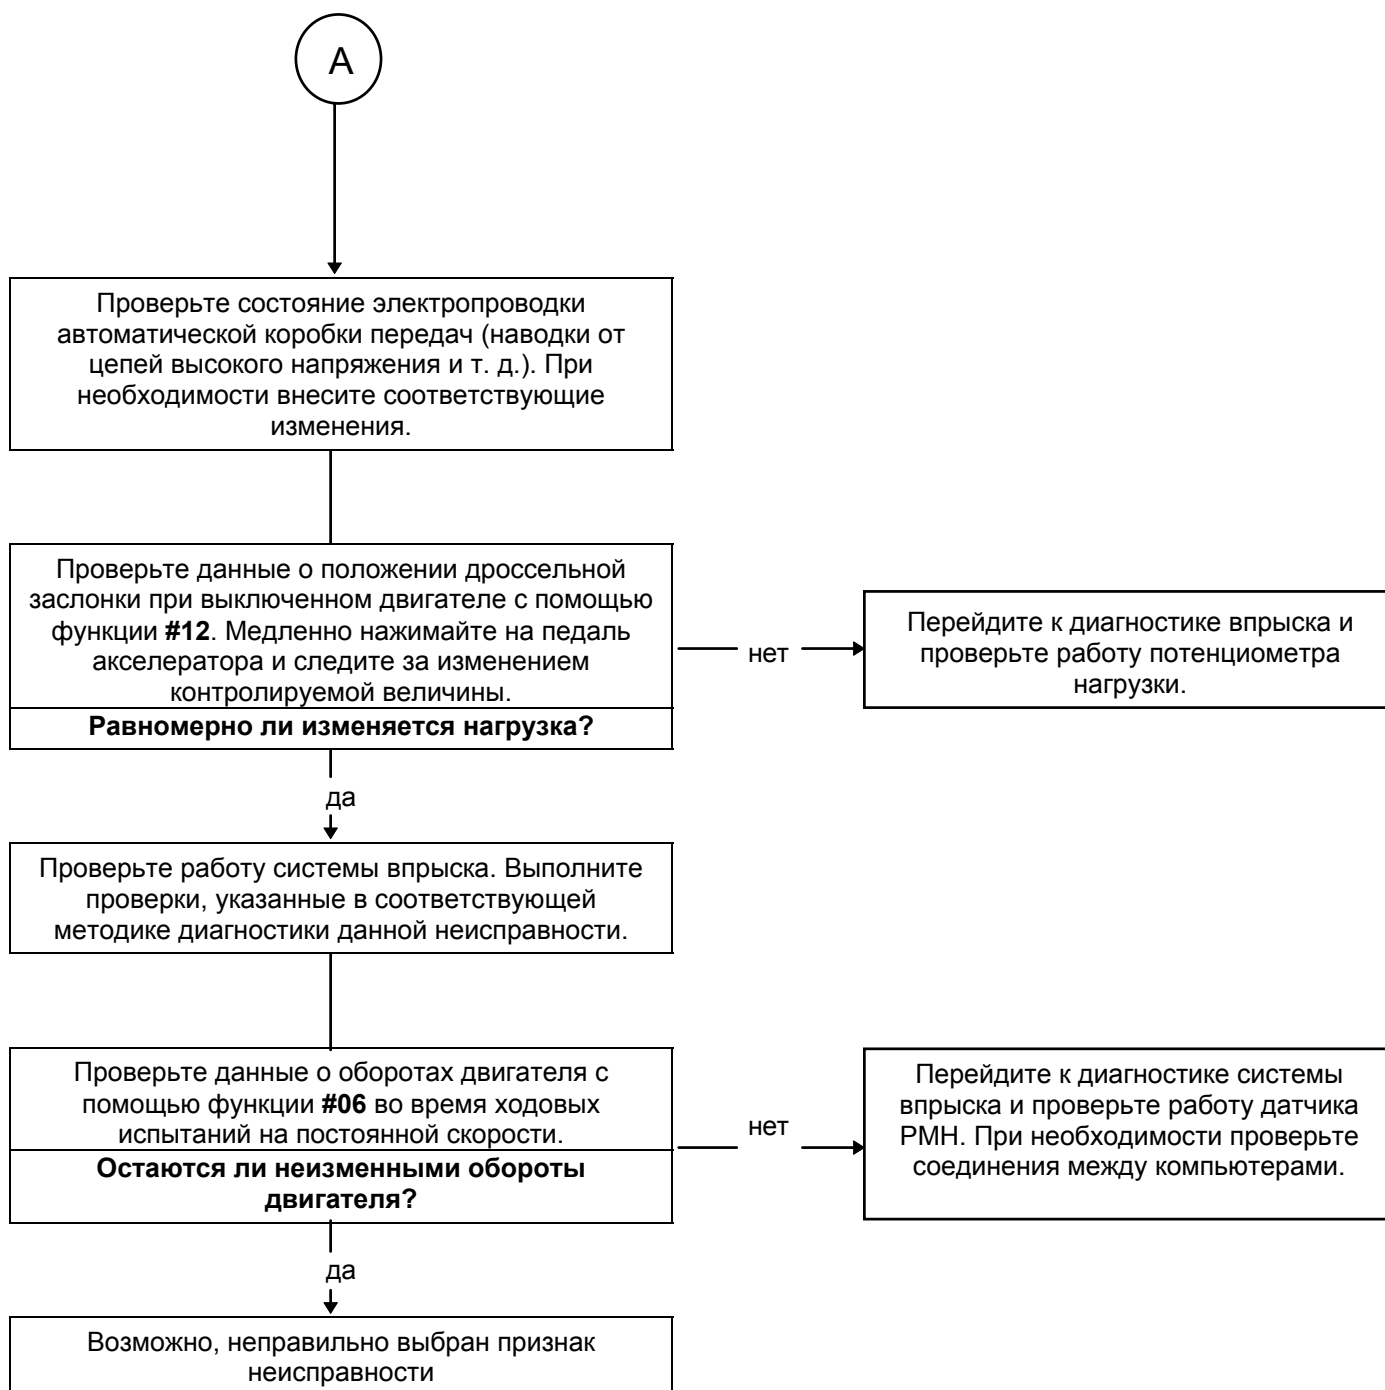 А
Проверьте состояние электропроводки
автоматической коробки передач (наводки от
цепей высокого напряжения и т. д.). При
необходимости внесите соответствующие
изменения.
Проверьте данные о положении дроссельной
заслонки при выключенном двигателе с помощью
функции #12. Медленно нажимайте на педаль
акселератора и следите за изменением
контролируемой величины.
Равномерно ли изменяется нагрузка?
нет
Перейдите к диагностике впрыска и
проверьте работу потенциометра
нагрузки.
да
Проверьте работу системы впрыска. Выполните
проверки, указанные в соответствующей
методике диагностики данной неисправности.
Проверьте данные о оборотах двигателя с
помощью функции #06 во время ходовых
испытаний на постоянной скорости.
Остаются ли неизменными обороты
двигателя?
нет
Перейдите к диагностике системы
впрыска и проверьте работу датчика
РМН. При необходимости проверьте
соединения между компьютерами.
да
Возможно, неправильно выбран признак
неисправности